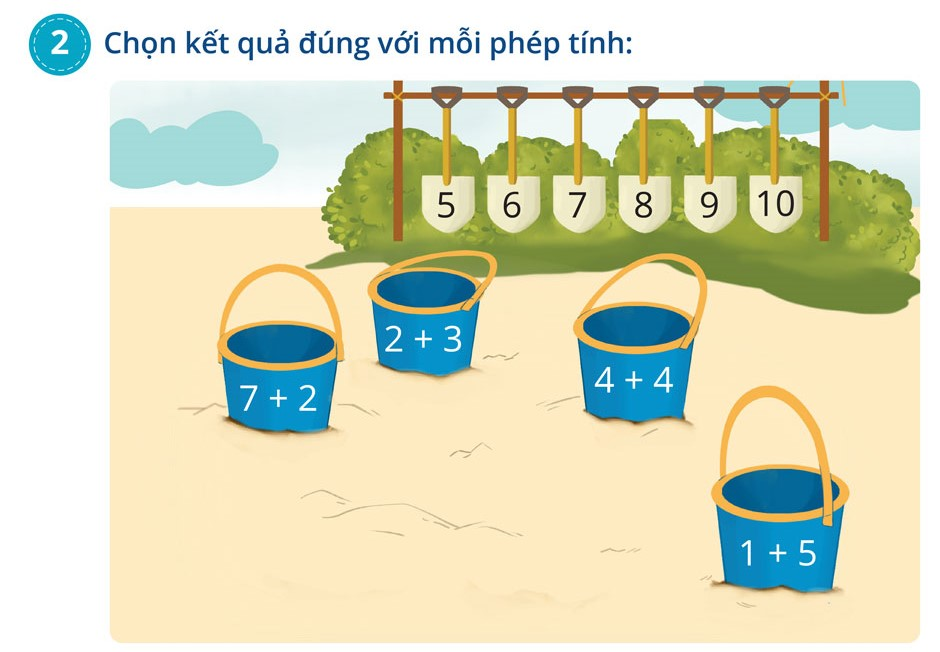 2 Chọn kết quả đúng với mỗi phép tính:
5 6 7 8 9 10
2 + 3
4 + 4
7 + 2
1 + 5